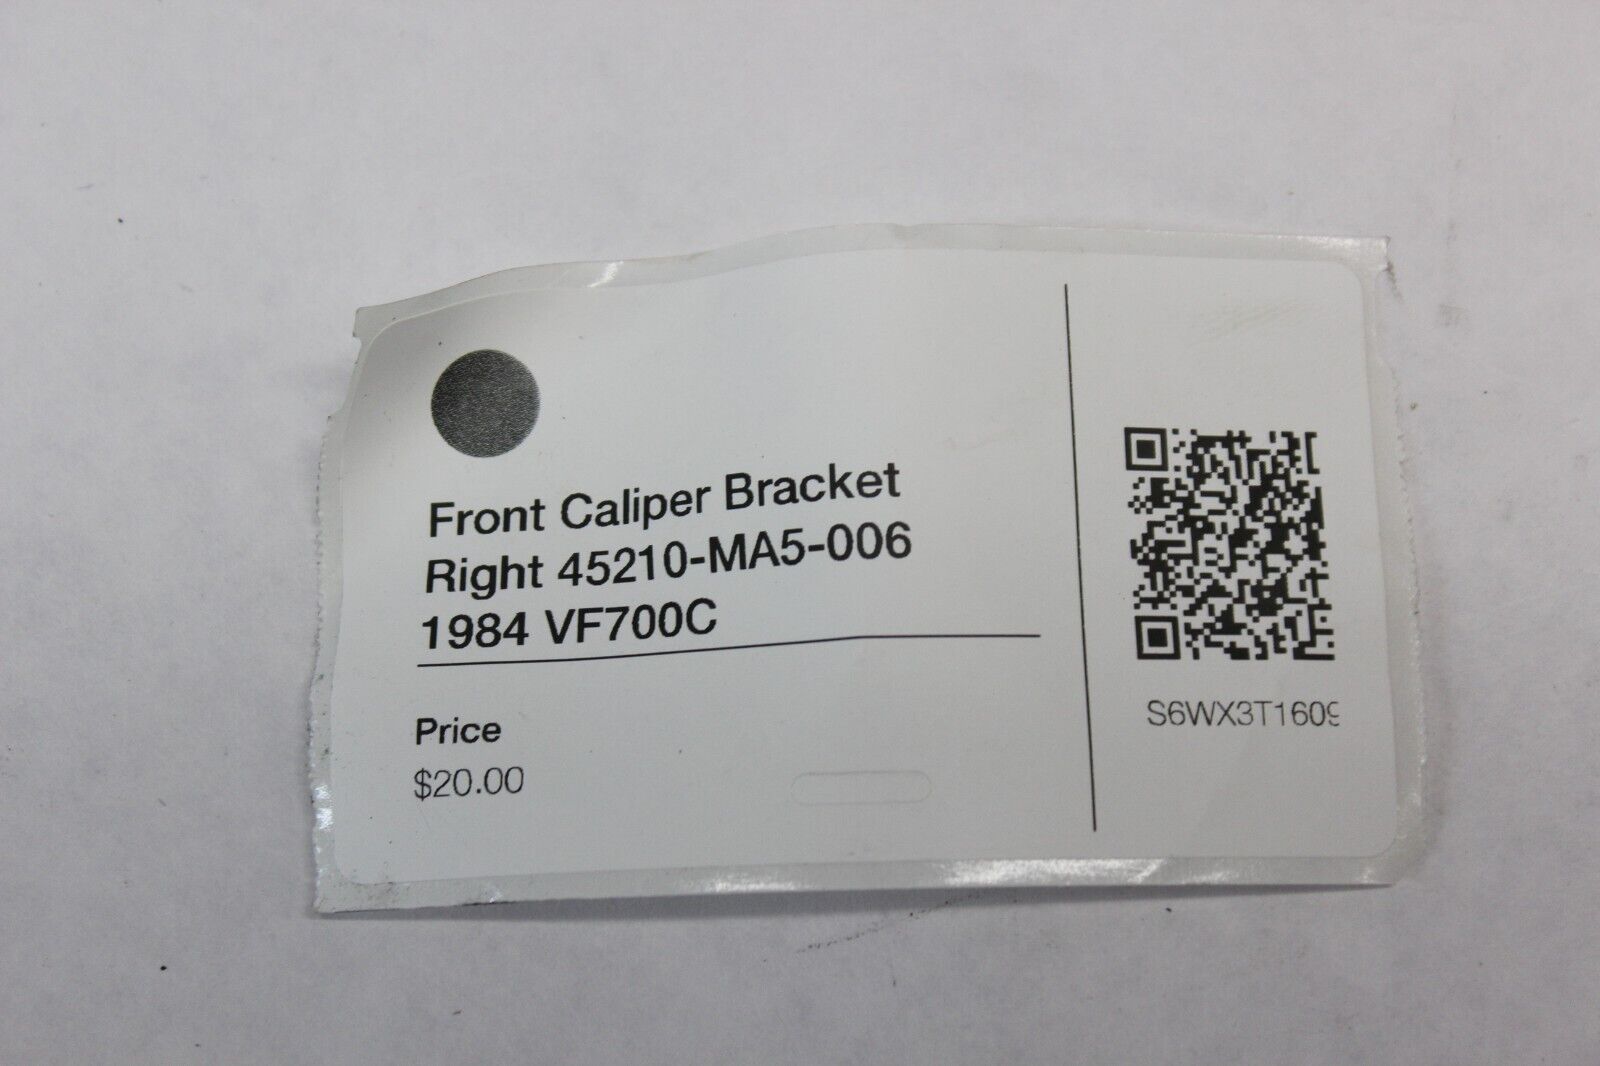 Front Caliper Bracket
Right 45210-MA5-006
1984 VF700C
Price
$20.00
S6WX3T1609